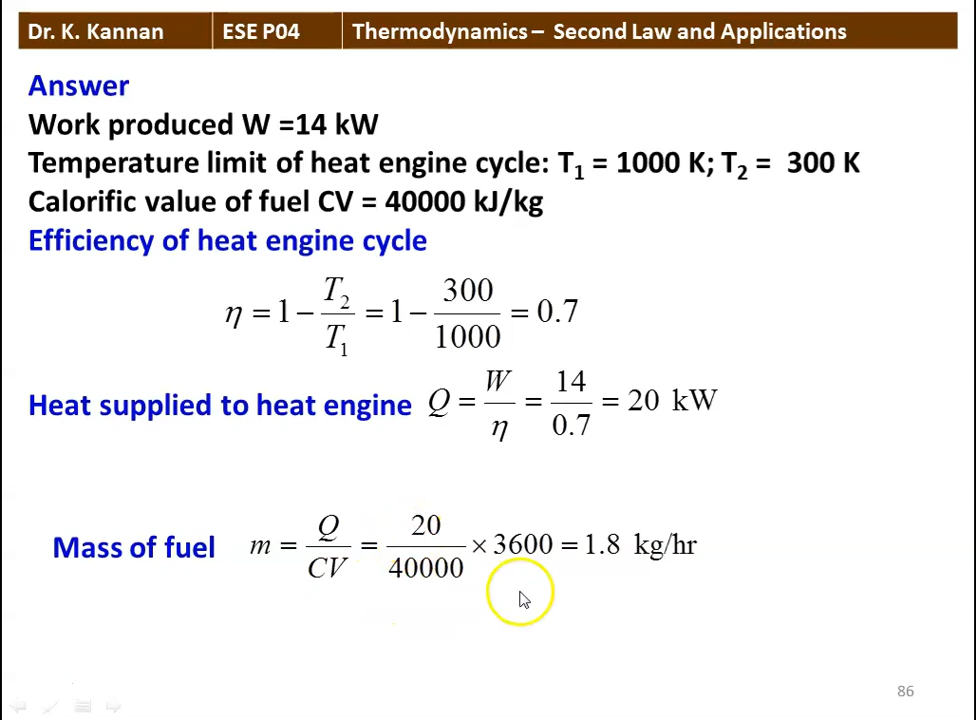 Dr. K. Kannan ESE P04 Thermodynamics – Second Law and Applications
Answer
Work produced W =14 kW
Temperature limit of heat engine cycle: T₁ = 1000 K; T₂ = 300 K
Calorific value of fuel CV = 40000 kJ/kg
Efficiency of heat engine cycle
η = 1 − T₂/T₁ = 1 − 300/1000 = 0.7
Heat supplied to heat engine Q = W/η = 14/0.7 = 20 kW
Mass of fuel m = Q/CV = 20/40000 × 3600 = 1.8 kg/hr
86